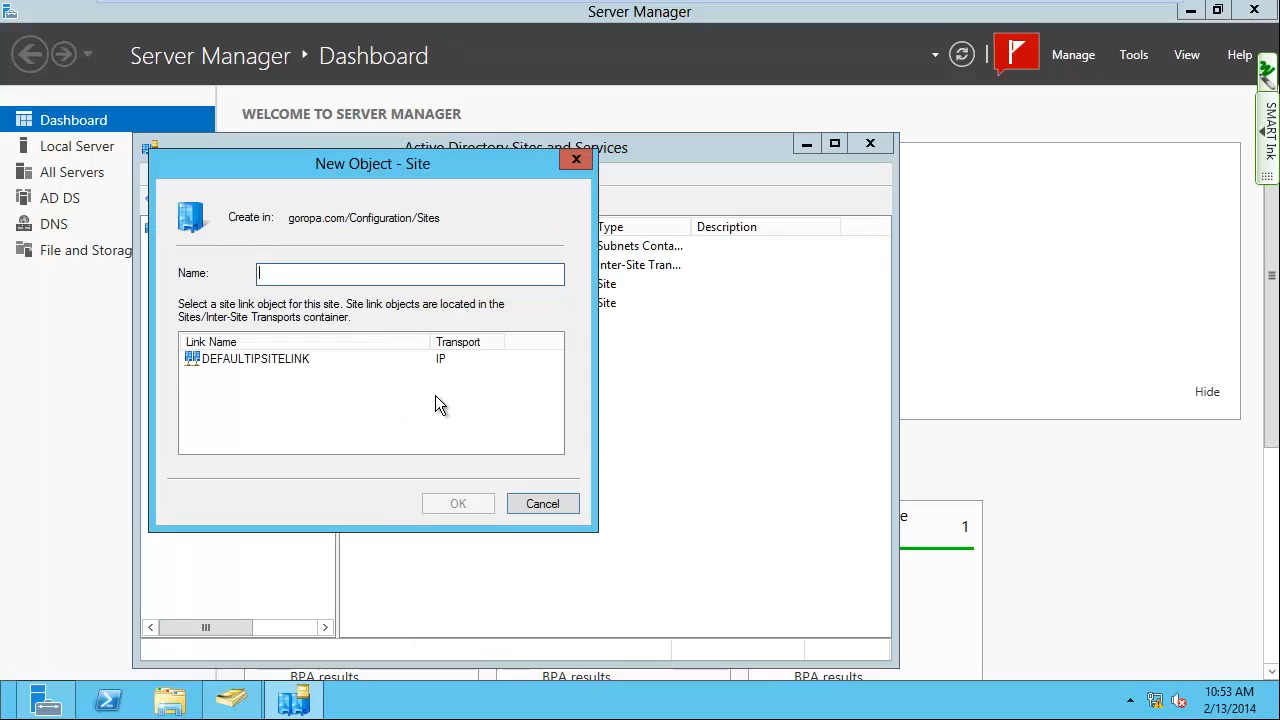 Server Manager
Server Manager ‣ Dashboard
Manage Tools View Help
SMART Ink
Dashboard
Local Server
All Servers
AD DS
DNS
File and Storag
WELCOME TO SERVER MANAGER
Active Directory Sites and Services
New Object - Site
Create in: goropa.com/Configuration/Sites
Name:
Select a site link object for this site. Site link objects are located in the
Sites/Inter-Site Transports container.
Link Name Transport
DEFAULTIPSITELINK IP
OK Cancel
Type Description
Subnets Conta...
Inter-Site Tran...
Site
Site
Hide
e 1
BPA results BPA results BPA results
10:53 AM
2/13/2014